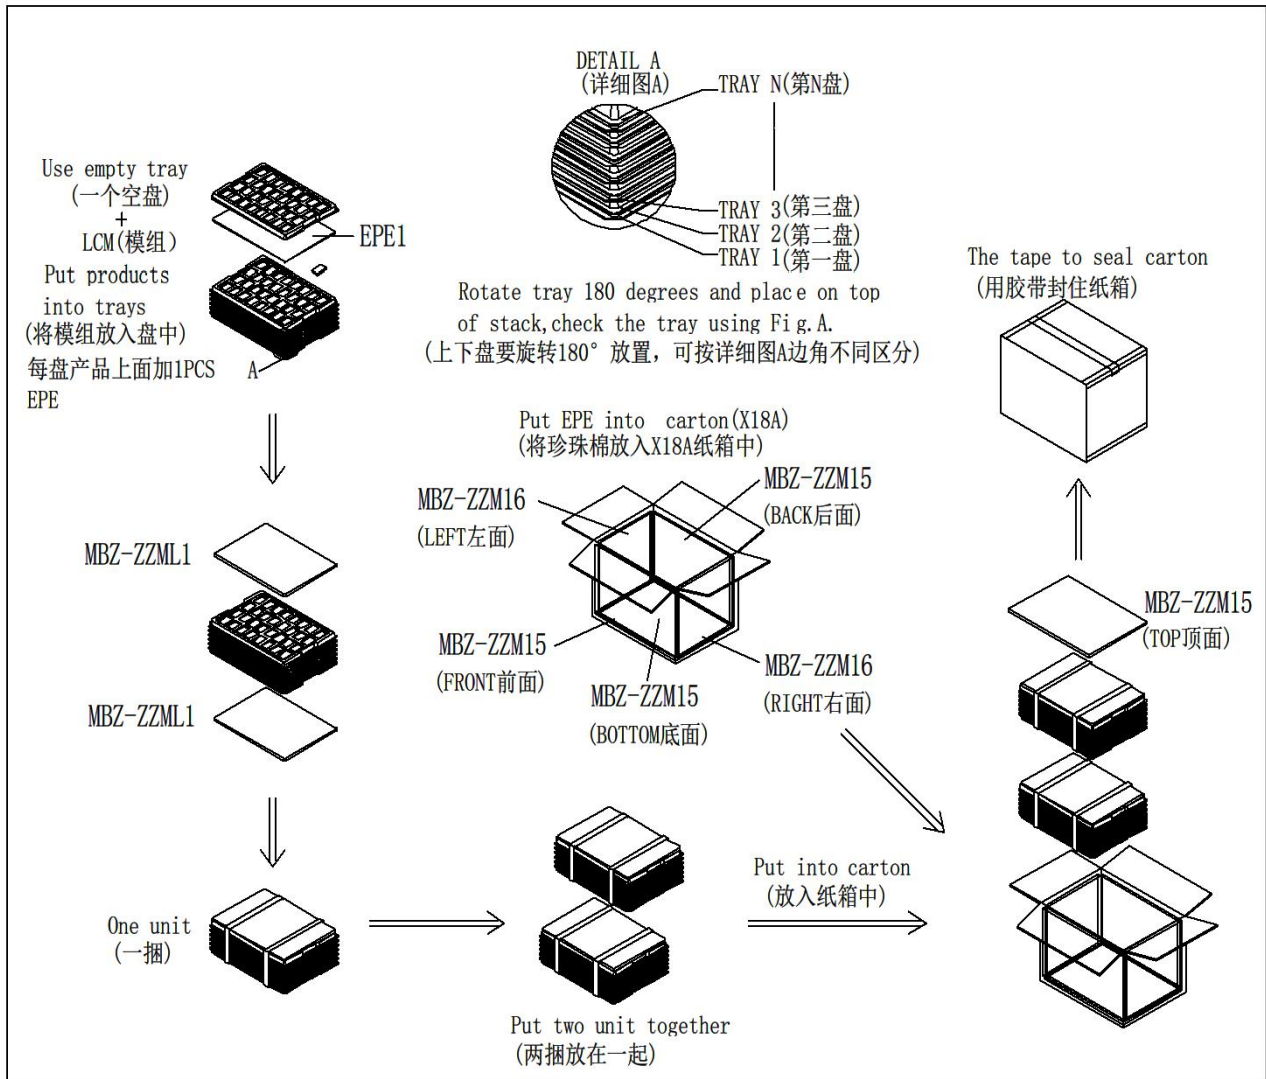 DETAIL A
(详细图A)
TRAY N(第N盘)
TRAY 3(第三盘)
TRAY 2(第二盘)
TRAY 1(第一盘)
Rotate tray 180 degrees and place on top
of stack,check the tray using Fig.A.
(上下盘要旋转180°放置，可按详细图A边角不同区分)
Use empty tray
(一个空盘)
+
LCM(模组)
EPE1
Put products
into trays
(将模组放入盘中)
每盘产品上面加1PCS
EPE
A
MBZ-ZZML1
MBZ-ZZML1
One unit
(一捆)
Put two unit together
(两捆放在一起)
Put EPE into carton(X18A)
(将珍珠棉放入X18A纸箱中)
MBZ-ZZM16
(LEFT左面)
MBZ-ZZM15
(BACK后面)
MBZ-ZZM15
(FRONT前面)
MBZ-ZZM15
(BOTTOM底面)
MBZ-ZZM16
(RIGHT右面)
Put into carton
(放入纸箱中)
MBZ-ZZM15
(TOP顶面)
The tape to seal carton
(用胶带封住纸箱)